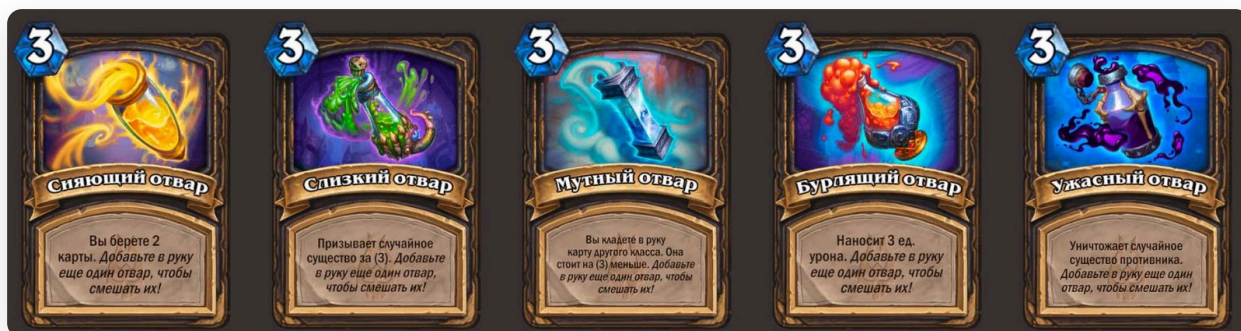 3
Сияющий отвар
Вы берете 2
карты. Добавьте в руку
еще один отвар, чтобы
смешать их!
3
Слизкий отвар
Призывает случайное
существо за (3). Добавьте
в руку еще один отвар,
чтобы смешать их!
3
Мутный отвар
Вы кладете в руку
карту другого класса. Она
стоит на (3) меньше. Добавьте
в руку еще один отвар, чтобы
смешать их!
3
Бурлящий отвар
Наносит 3 ед.
урона. Добавьте в руку
еще один отвар, чтобы
смешать их!
3
Ужасный отвар
Уничтожает случайное
существо противника.
Добавьте в руку еще один
отвар, чтобы смешать их!